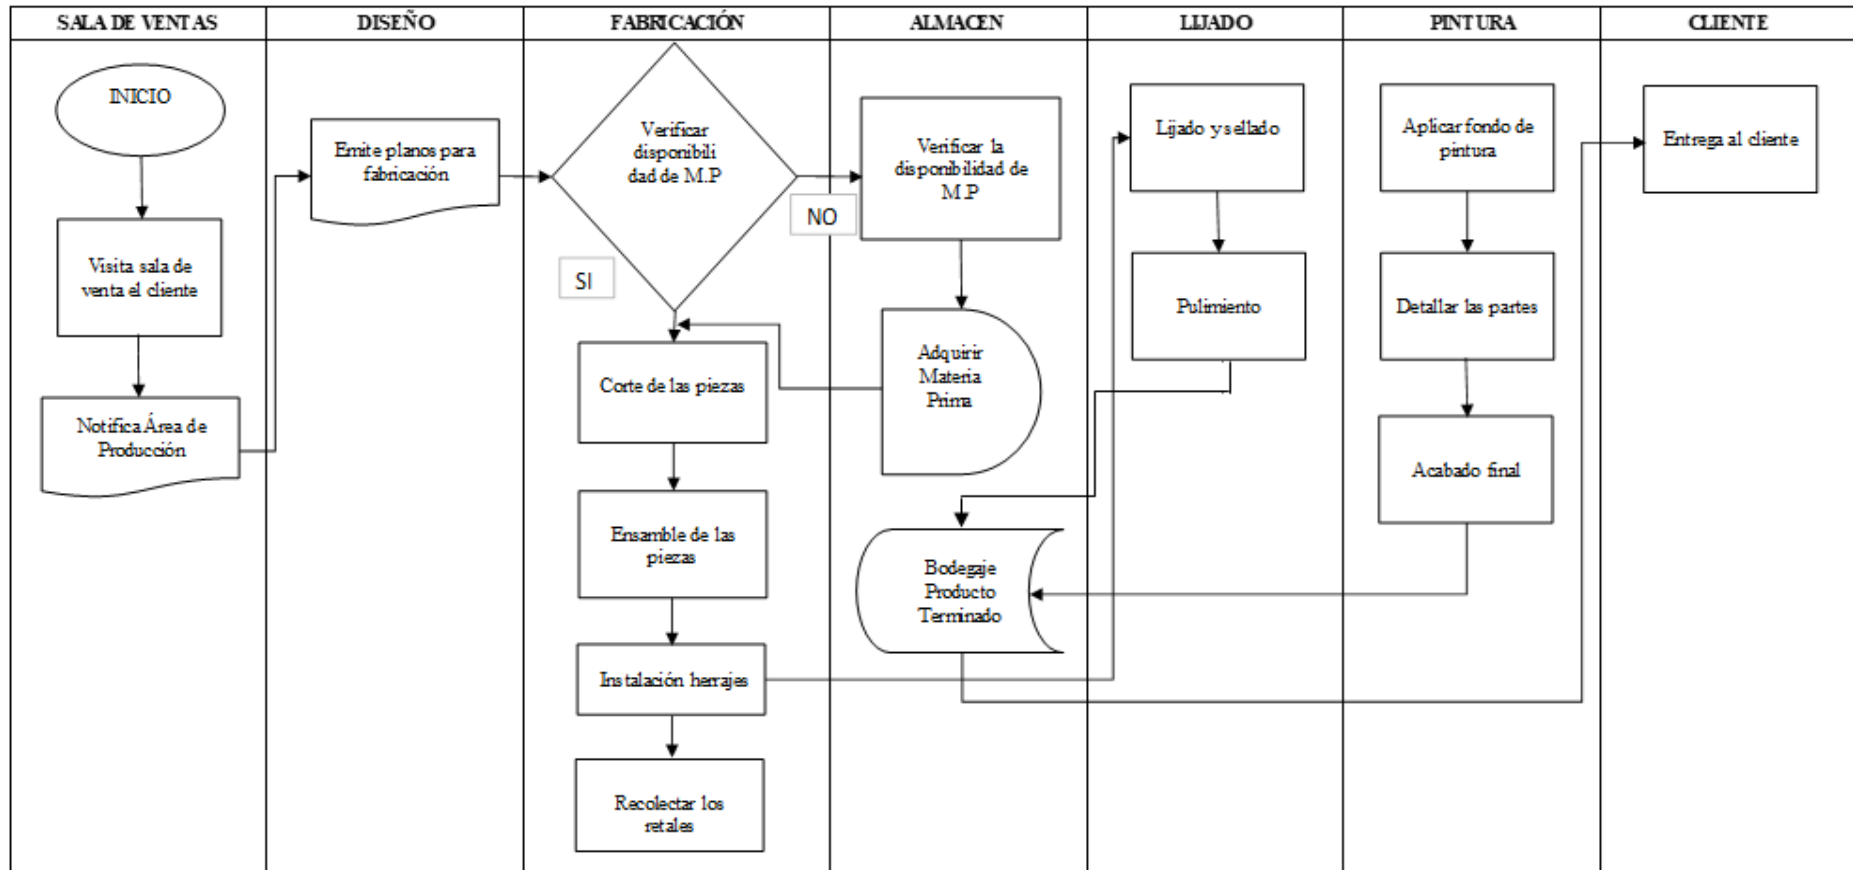 SALA DE VENTAS
DISEÑO
FABRICACIÓN
ALMACEN
LIJADO
PINTURA
CLIENTE
INICIO
Visita sala de
venta el cliente
Notifica Área de
Producción
Emite planos para
fabricación
Verificar
disponibili
dad de M.P
NO
SI
Corte de las piezas
Ensamble de las
piezas
Instalación herrajes
Recolectar los
retales
Verificar la
disponibilidad de
M.P
Adquirir
Materia
Prima
Bodegaje
Producto
Terminado
Lijado y sellado
Pulimiento
Aplicar fondo de
pintura
Detallar las partes
Acabado final
Entrega al cliente